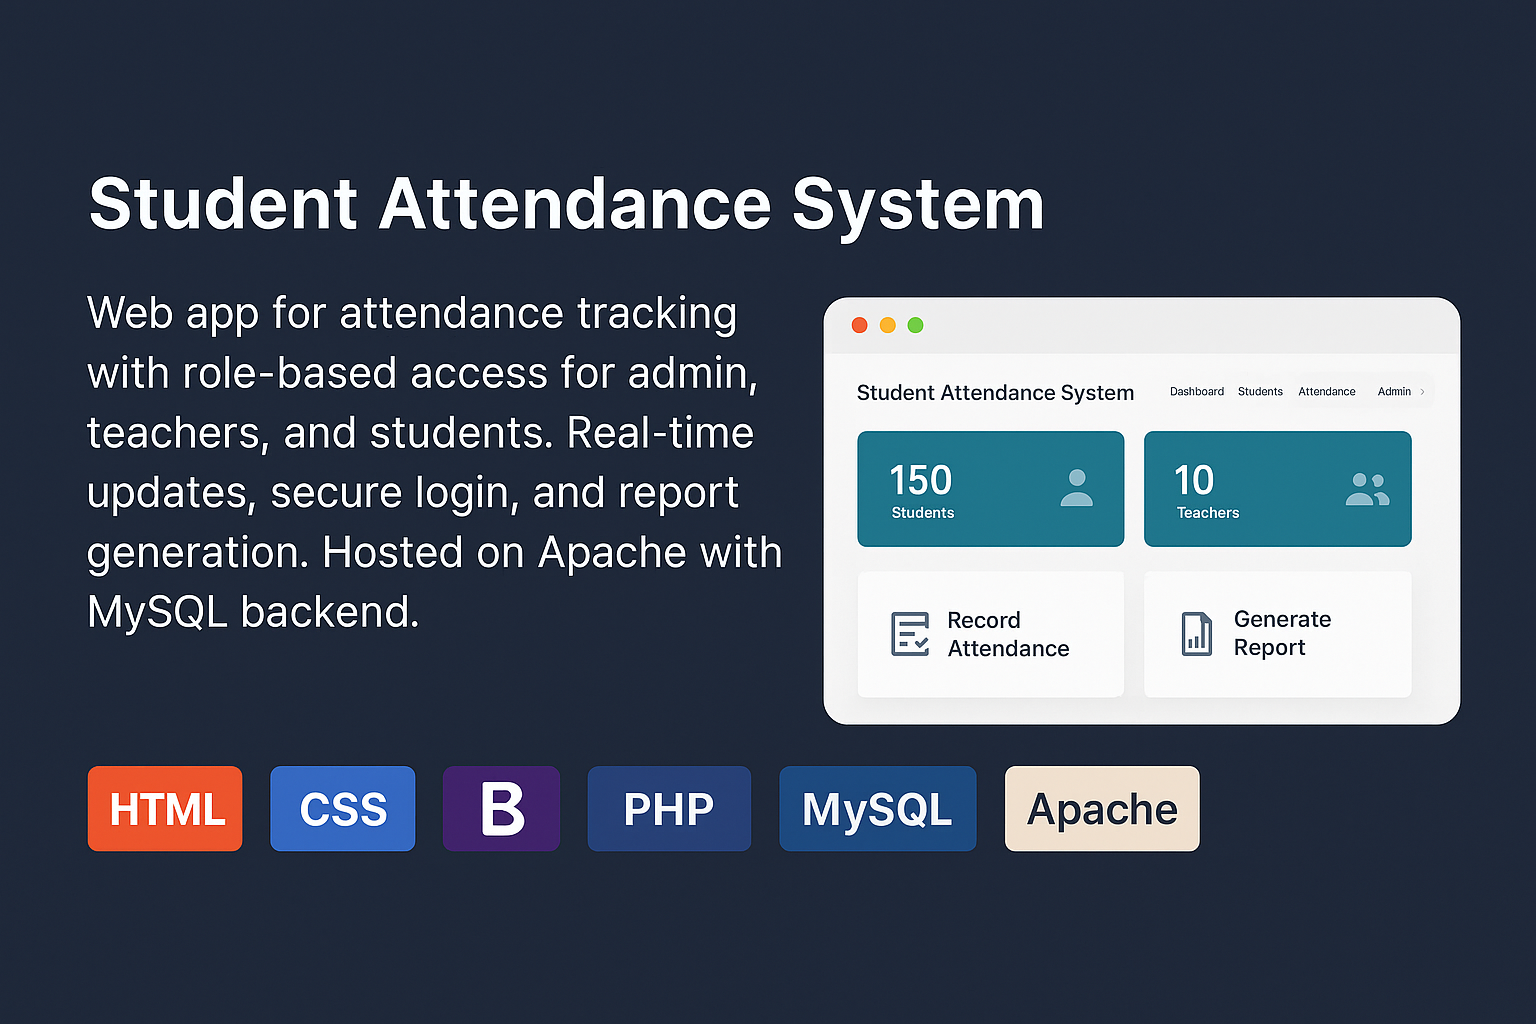 Student Attendance System
Web app for attendance tracking
with role-based access for admin,
teachers, and students. Real-time
updates, secure login, and report
generation. Hosted on Apache with
MySQL backend.
Student Attendance System
Dashboard Students Attendance Admin >
150
Students
10
Teachers
Record
Attendance
Generate
Report
HTML CSS B PHP MySQL Apache